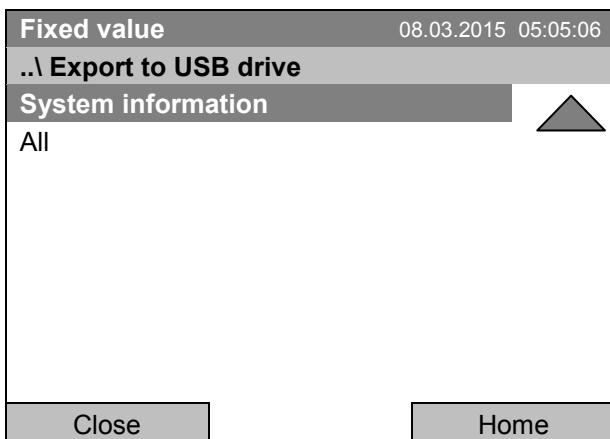 Fixed value 08.03.2015 05:05:06
..\ Export to USB drive
System information
All
Close Home